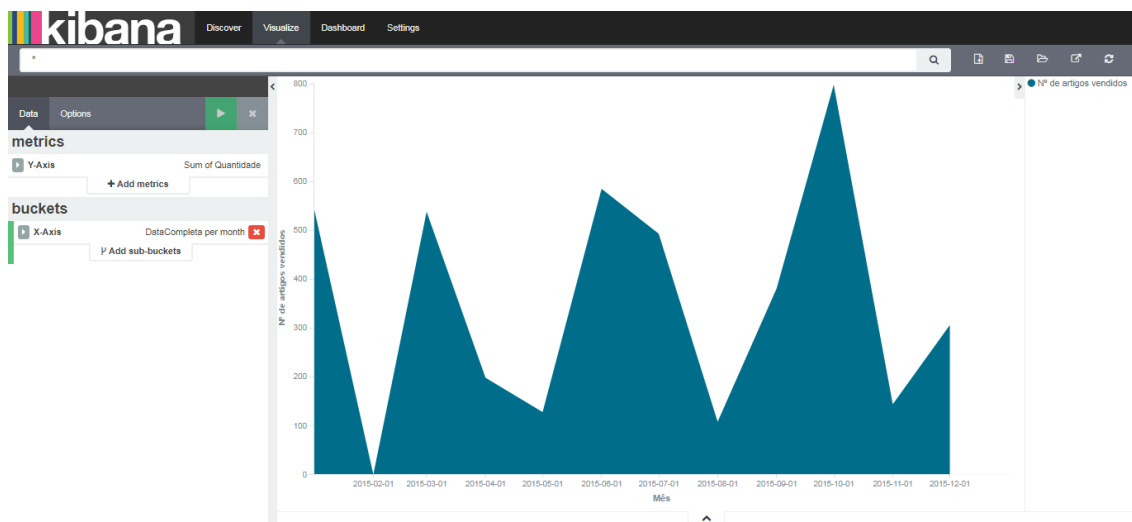 kibana
Discover Visualize Dashboard Settings
*
Data Options
metrics
Y-Axis Sum of Quantidade
+ Add metrics
buckets
X-Axis DataCompleta per month
Add sub-buckets
Nº de artigos vendidos
800
700
600
500
400
300
200
100
0
2015-02-01 2015-03-01 2015-04-01 2015-05-01 2015-06-01 2015-07-01 2015-08-01 2015-09-01 2015-10-01 2015-11-01 2015-12-01
Mês
Nº de artigos vendidos